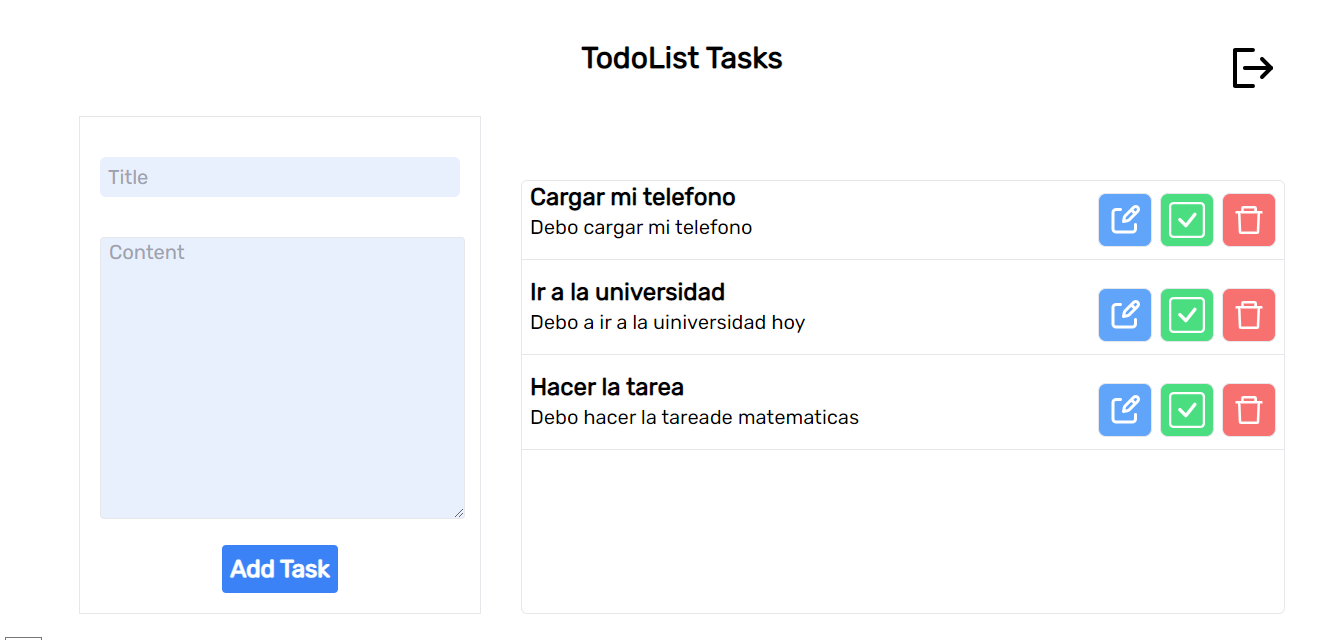 TodoList Tasks
Title
Content
Add Task
Cargar mi telefono
Debo cargar mi telefono
Ir a la universidad
Debo a ir a la uiniversidad hoy
Hacer la tarea
Debo hacer la tareade matematicas